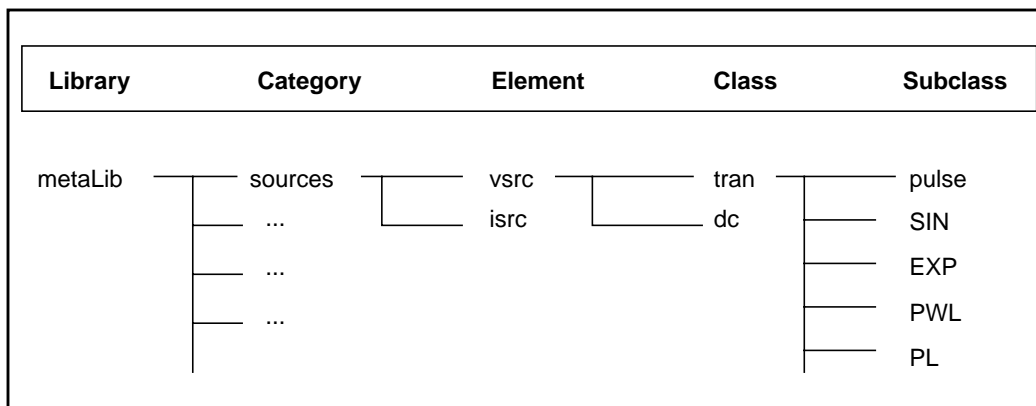 Library Category Element Class Subclass
metaLib sources vsrc tran pulse
... isrc dc SIN
... EXP
... PWL
PL